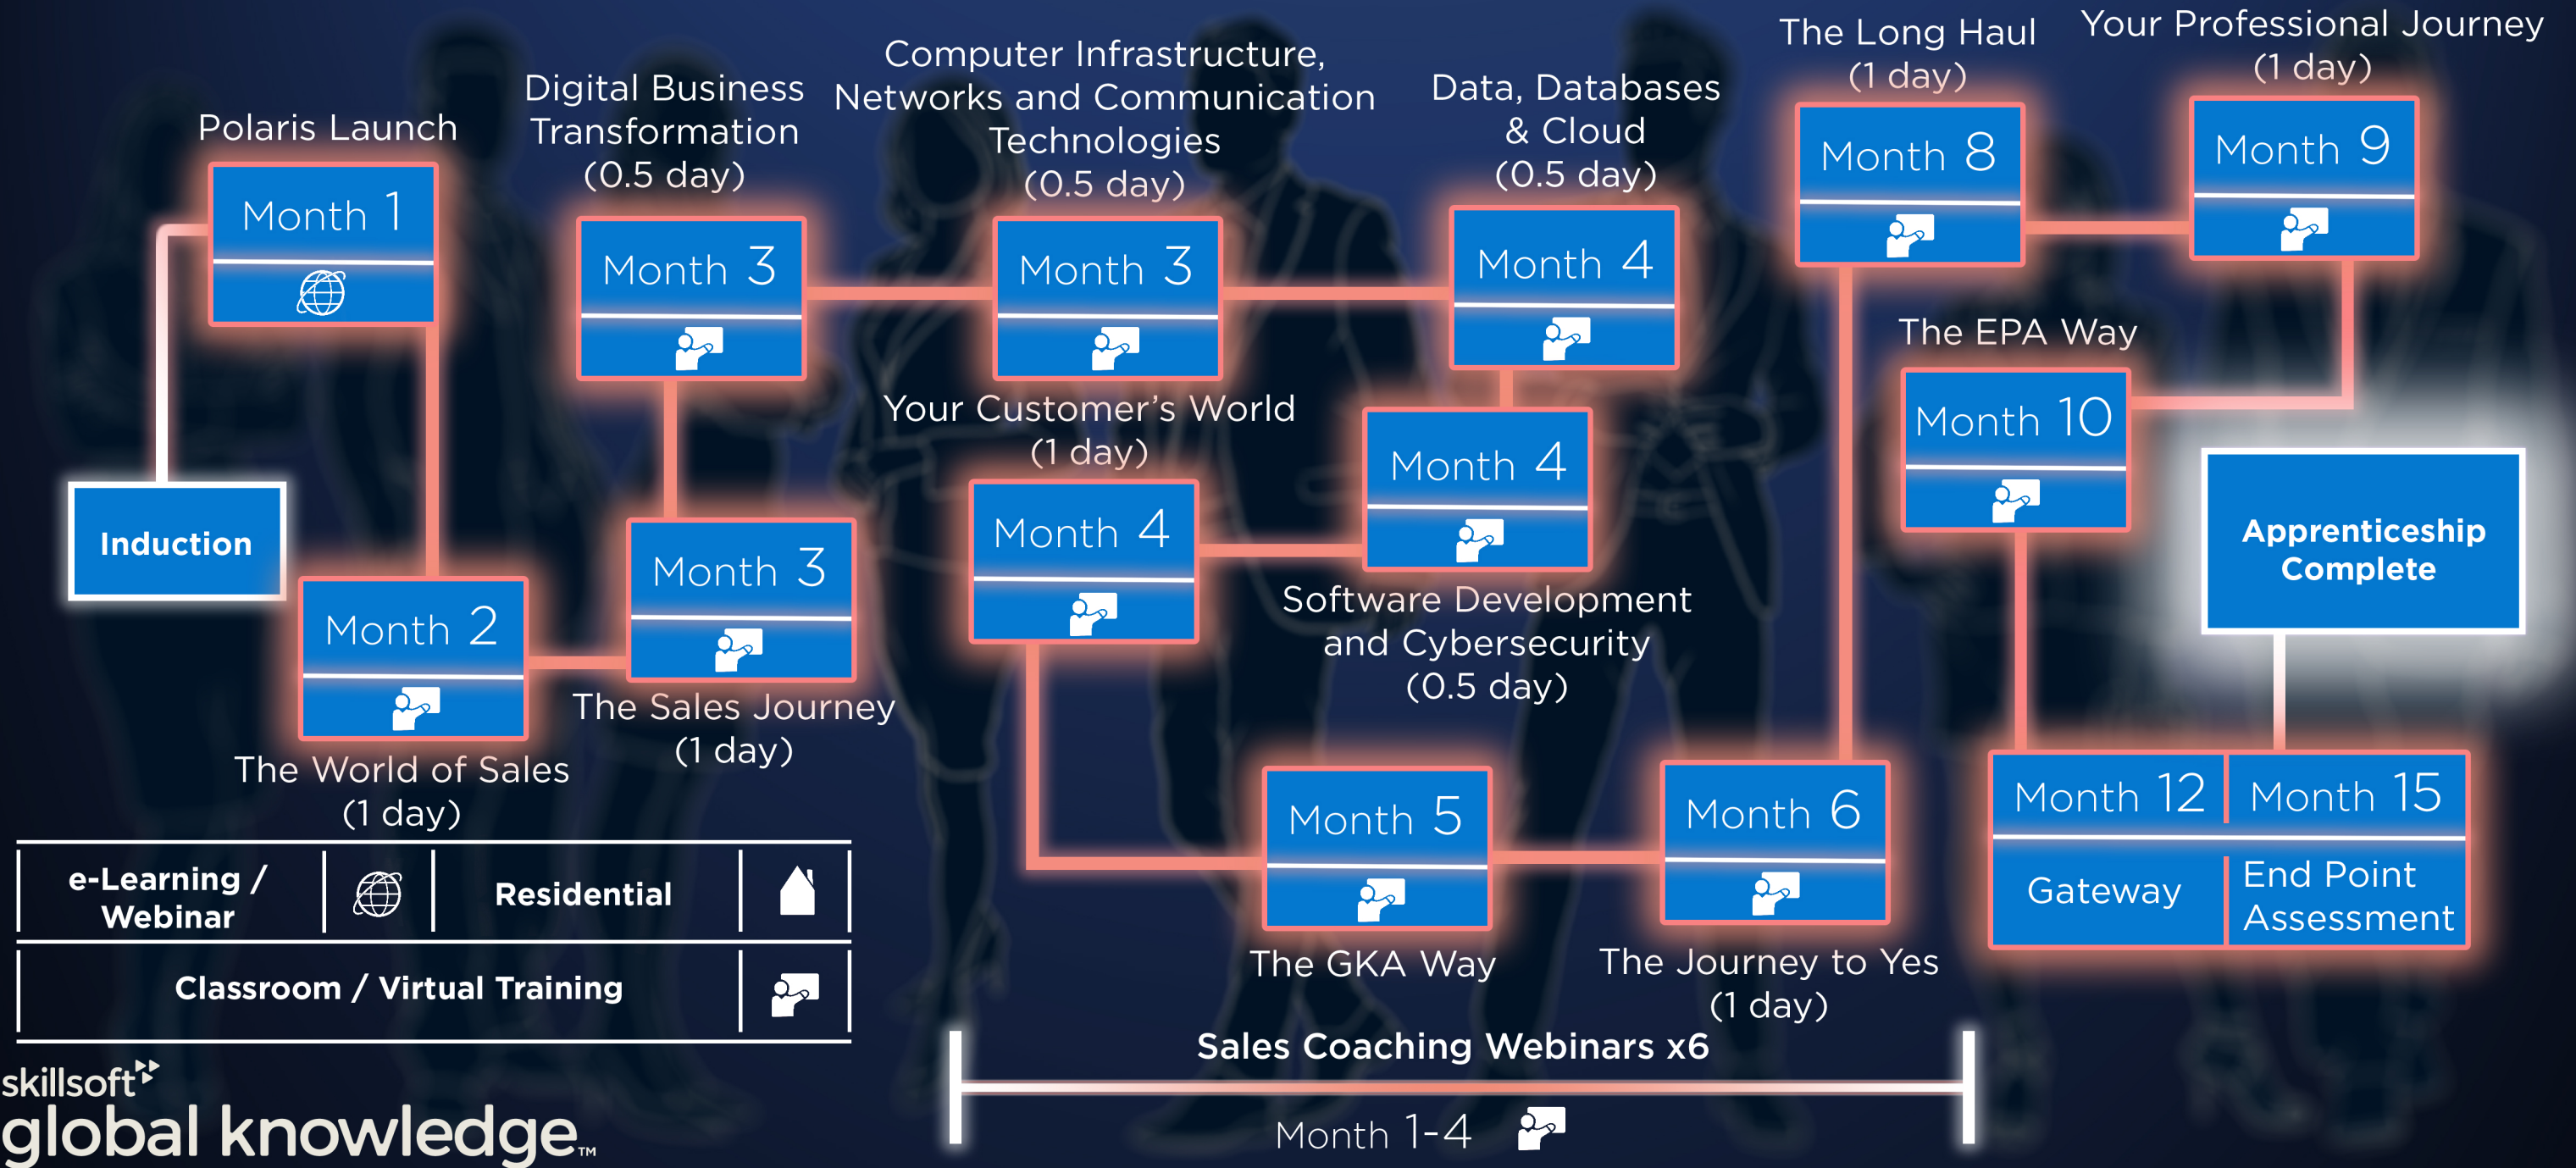 Induction
Polaris Launch
Month 1
Month 2
The World of Sales
(1 day)
Month 3
The Sales Journey
(1 day)
Digital Business
Transformation
(0.5 day)
Month 3
Computer Infrastructure,
Networks and Communication
Technologies
(0.5 day)
Month 3
Data, Databases
& Cloud
(0.5 day)
Month 4
Month 4
Software Development
and Cybersecurity
(0.5 day)
Your Customer’s World
(1 day)
Month 4
Month 5
The GKA Way
Month 6
The Journey to Yes
(1 day)
The Long Haul
(1 day)
Month 8
Your Professional Journey
(1 day)
Month 9
The EPA Way
Month 10
Month 12
Gateway
Month 15
End Point
Assessment
Apprenticeship
Complete
e-Learning /
Webinar
Residential
Classroom / Virtual Training
Sales Coaching Webinars x6
Month 1-4
skillsoft
global knowledge™